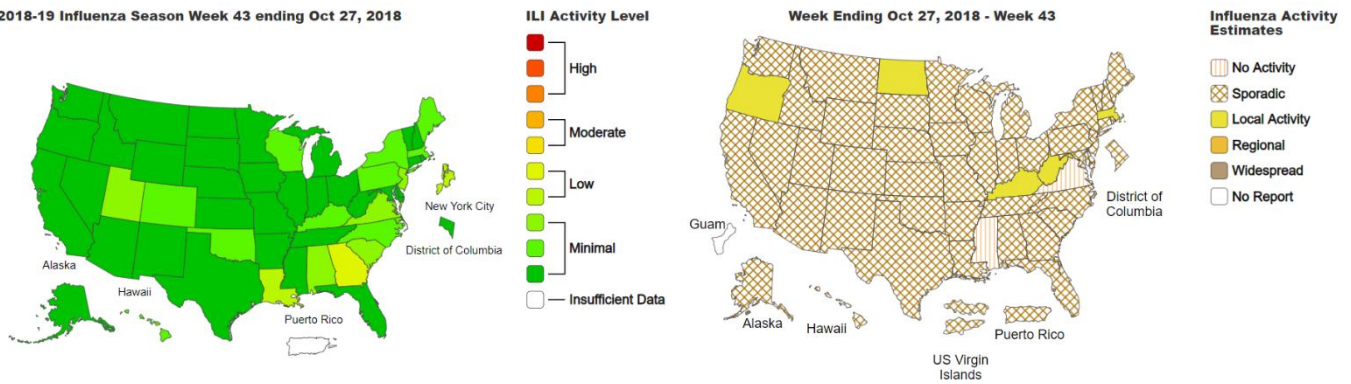 2018-19 Influenza Season Week 43 ending Oct 27, 2018
ILI Activity Level
High
Moderate
Low
Minimal
Insufficient Data
New York City
District of Columbia
Alaska
Hawaii
Puerto Rico
Week Ending Oct 27, 2018 - Week 43
Influenza Activity
Estimates
No Activity
Sporadic
Local Activity
Regional
Widespread
No Report
District of
Columbia
Guam
Alaska
Hawaii
Puerto Rico
US Virgin
Islands